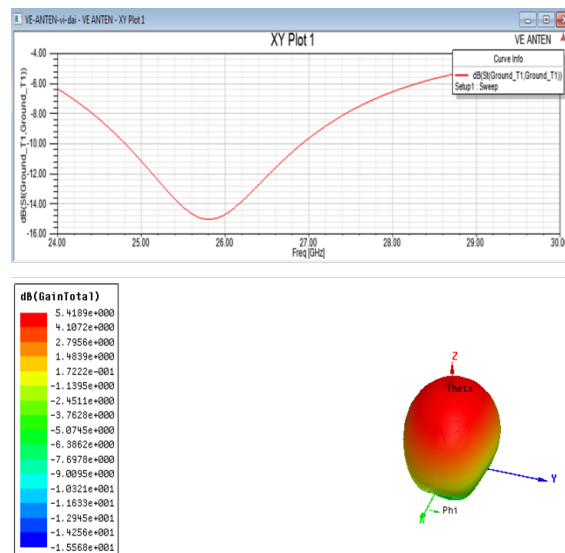 VE-ANTEN-vi-dai - VE ANTEN - XY Plot 1
XY Plot 1
VE ANTEN
Curve Info
dB(St(Ground_T1,Ground_T1))
Setup1 : Sweep
dB(St(Ground_T1,Ground_T1))
-4.00
-6.00
-8.00
-10.00
-12.00
-14.00
-16.00
24.00 25.00 26.00 27.00 28.00 29.00 30.00
Freq [GHz]
dB(GainTotal)
5.4189e+000
4.1072e+000
2.7956e+000
1.4839e+000
1.7222e-001
-1.1395e+000
-2.4511e+000
-3.7628e+000
-5.0745e+000
-6.3862e+000
-7.6978e+000
-9.0095e+000
-1.0321e+001
-1.1633e+001
-1.2945e+001
-1.4256e+001
-1.5568e+001
Z
Theta
Y
Phi